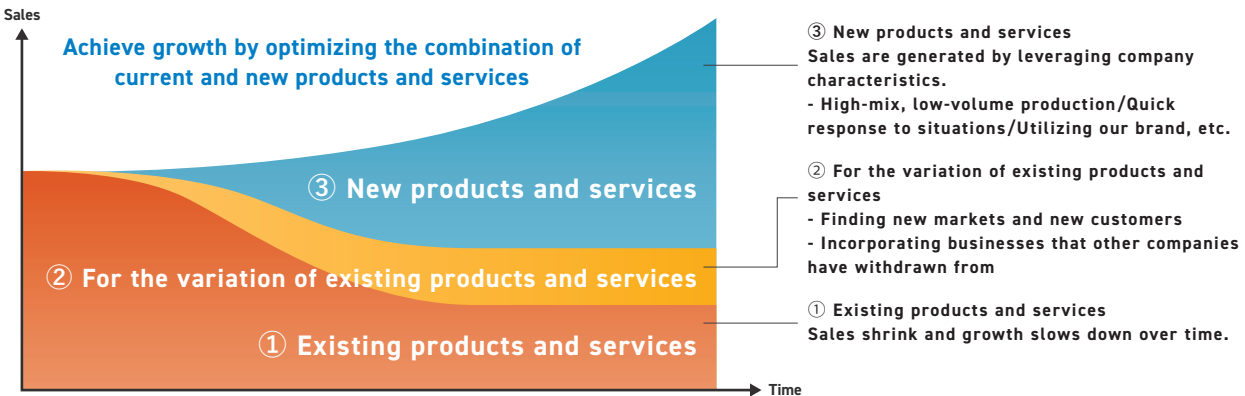 Sales
Achieve growth by optimizing the combination of
current and new products and services
③ New products and services
② For the variation of existing products and services
① Existing products and services
Time
③ New products and services
Sales are generated by leveraging company
characteristics.
- High-mix, low-volume production/Quick
response to situations/Utilizing our brand, etc.
② For the variation of existing products and
services
- Finding new markets and new customers
- Incorporating businesses that other companies
have withdrawn from
① Existing products and services
Sales shrink and growth slows down over time.